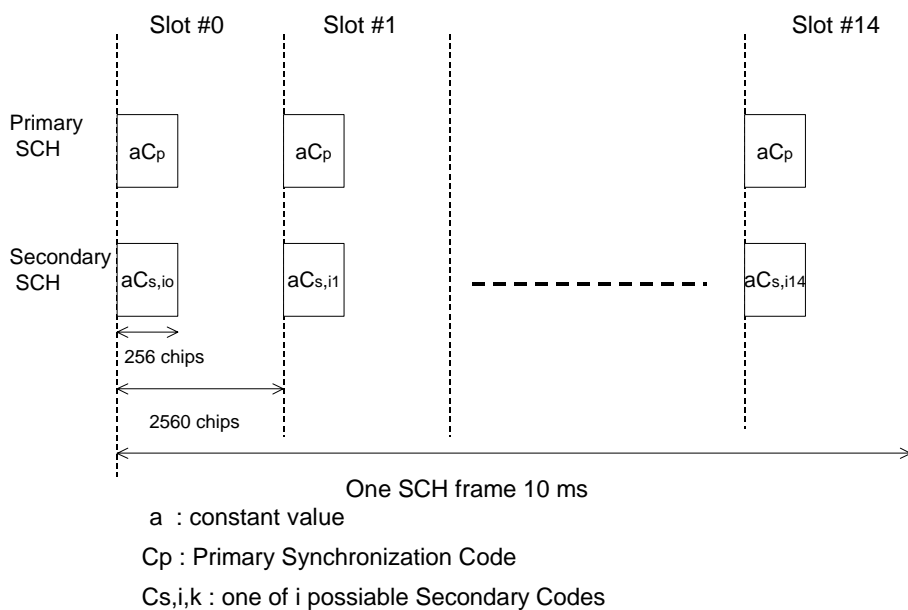 Slot #0 Slot #1 Slot #14
Primary
SCH
aCp aCp aCp
Secondary
SCH
aCs,io aCs,i1 aCs,i14
256 chips
2560 chips
One SCH frame 10 ms
a : constant value
Cp : Primary Synchronization Code
Cs,i,k : one of i possiable Secondary Codes